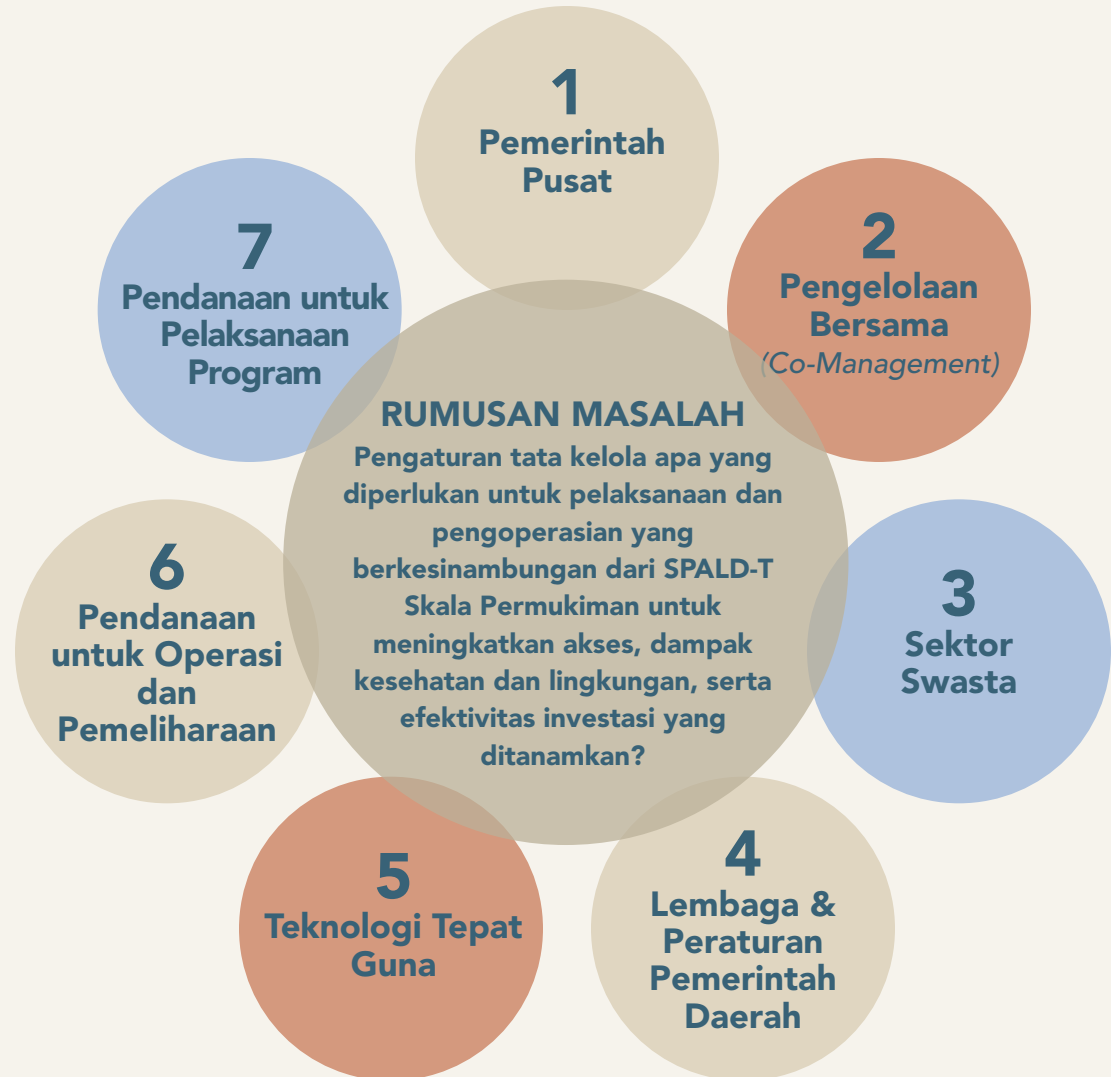 1
Pemerintah
Pusat
2
Pengelolaan
Bersama
(Co-Management)
3
Sektor
Swasta
4
Lembaga &
Peraturan
Pemerintah
Daerah
5
Teknologi Tepat
Guna
6
Pendanaan
untuk Operasi
dan
Pemeliharaan
7
Pendanaan untuk
Pelaksanaan
Program
RUMUSAN MASALAH
Pengaturan tata kelola apa yang
diperlukan untuk pelaksanaan dan
pengoperasian yang
berkesinambungan dari SPALD-T
Skala Permukiman untuk
meningkatkan akses, dampak
kesehatan dan lingkungan, serta
efektivitas investasi yang
ditanamkan?